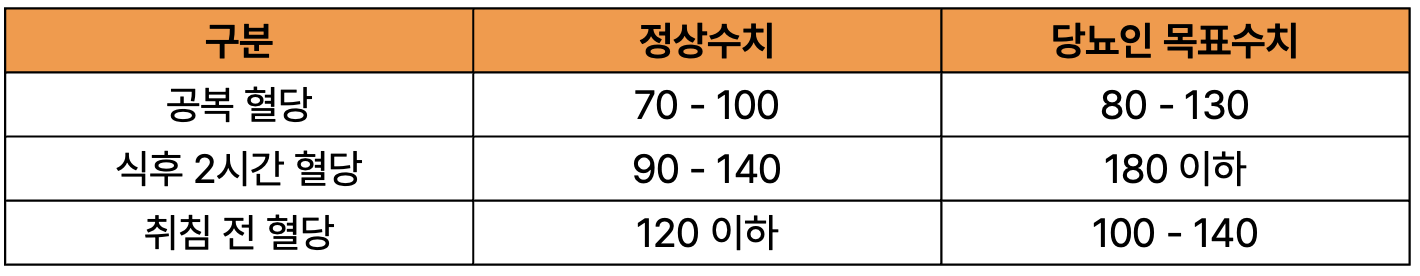 구분 정상수치 당뇨인 목표수치
공복 혈당 70 - 100 80 - 130
식후 2시간 혈당 90 - 140 180 이하
취침 전 혈당 120 이하 100 - 140